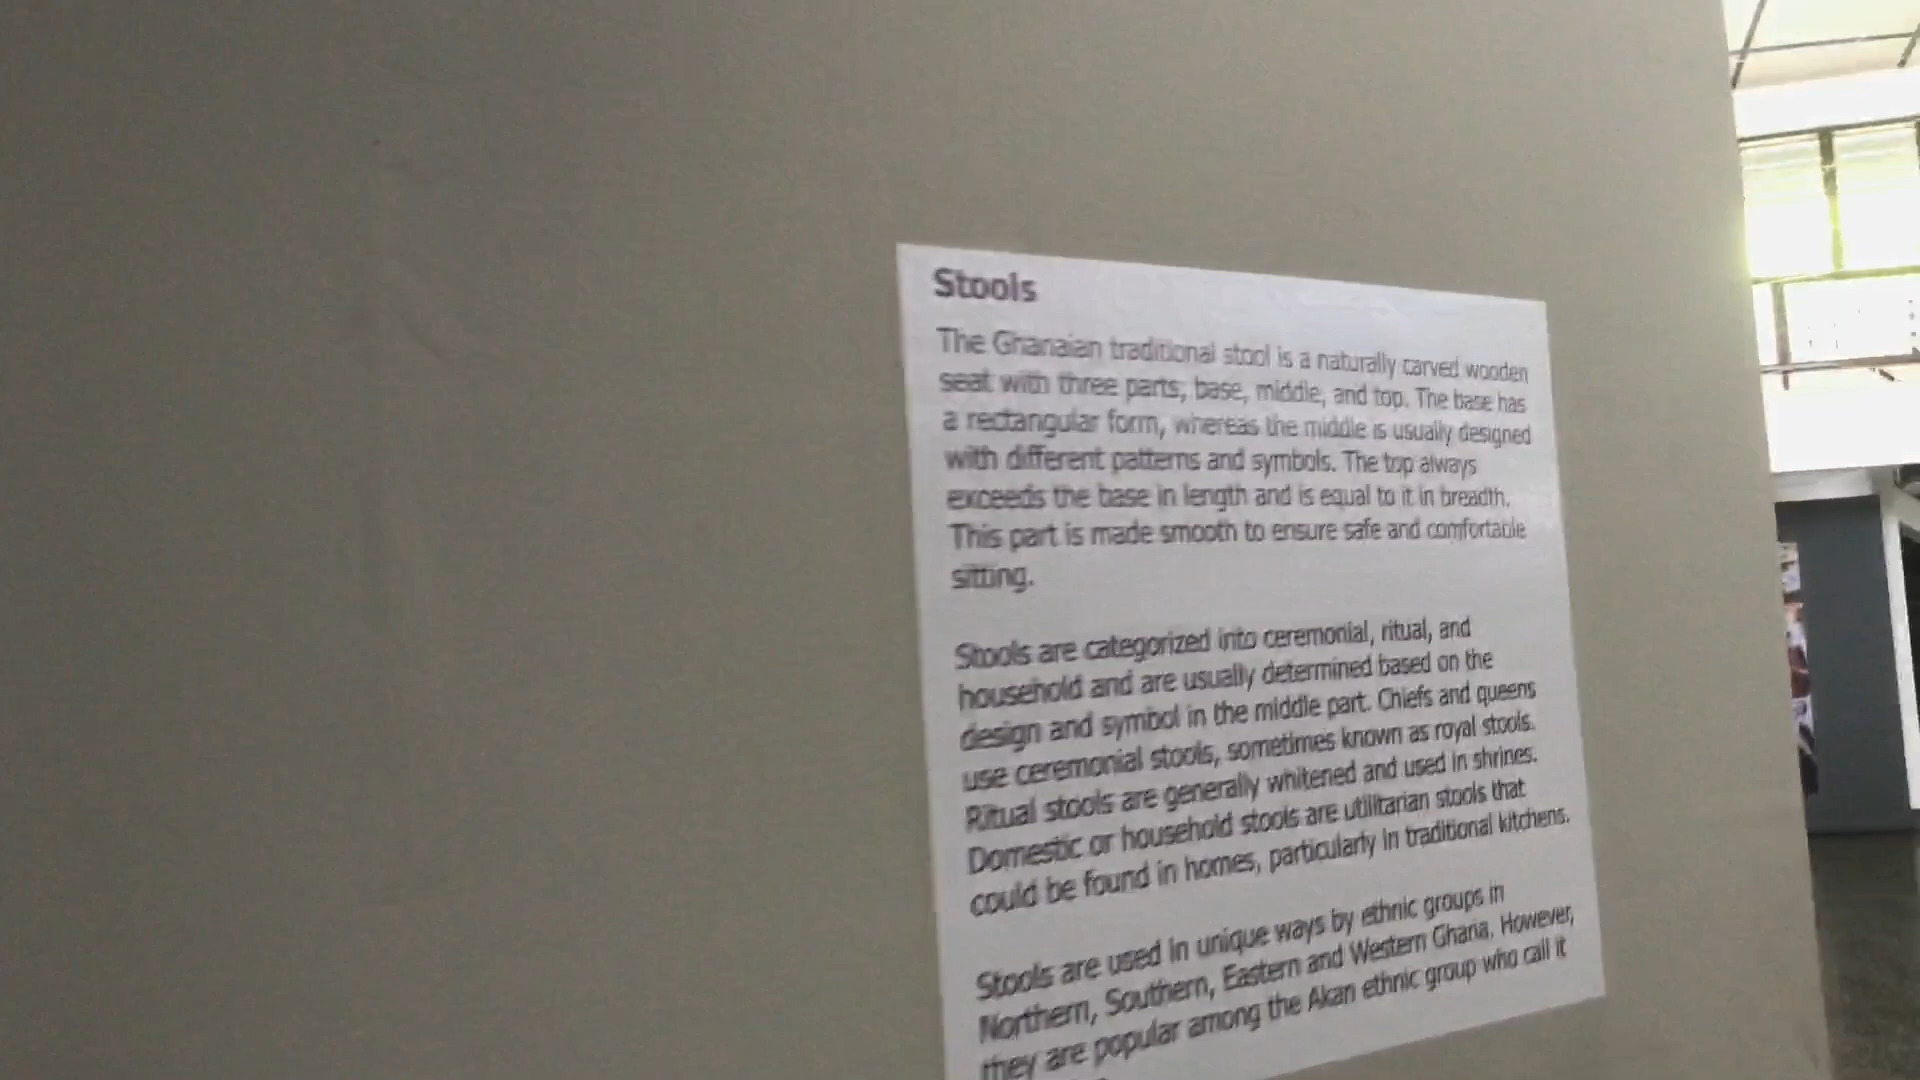 Stools
The Ghanaian traditional stool is a naturally carved wooden
seat with three parts; base, middle, and top. The base has
a rectangular form, whereas the middle is usually designed
with different patterns and symbols. The top always
exceeds the base in length and is equal to it in breadth.
This part is made smooth to ensure safe and comfortable
sitting.
Stools are categorized into ceremonial, ritual, and
household and are usually determined based on the
design and symbol in the middle part. Chiefs and queens
use ceremonial stools, sometimes known as royal stools.
Ritual stools are generally whitened and used in shrines.
Domestic or household stools are utilitarian stools that
could be found in homes, particularly in traditional kitchens.
Stools are used in unique ways by ethnic groups in
Northern, Southern, Eastern and Western Ghana. However,
they are popular among the Akan ethnic group who call it